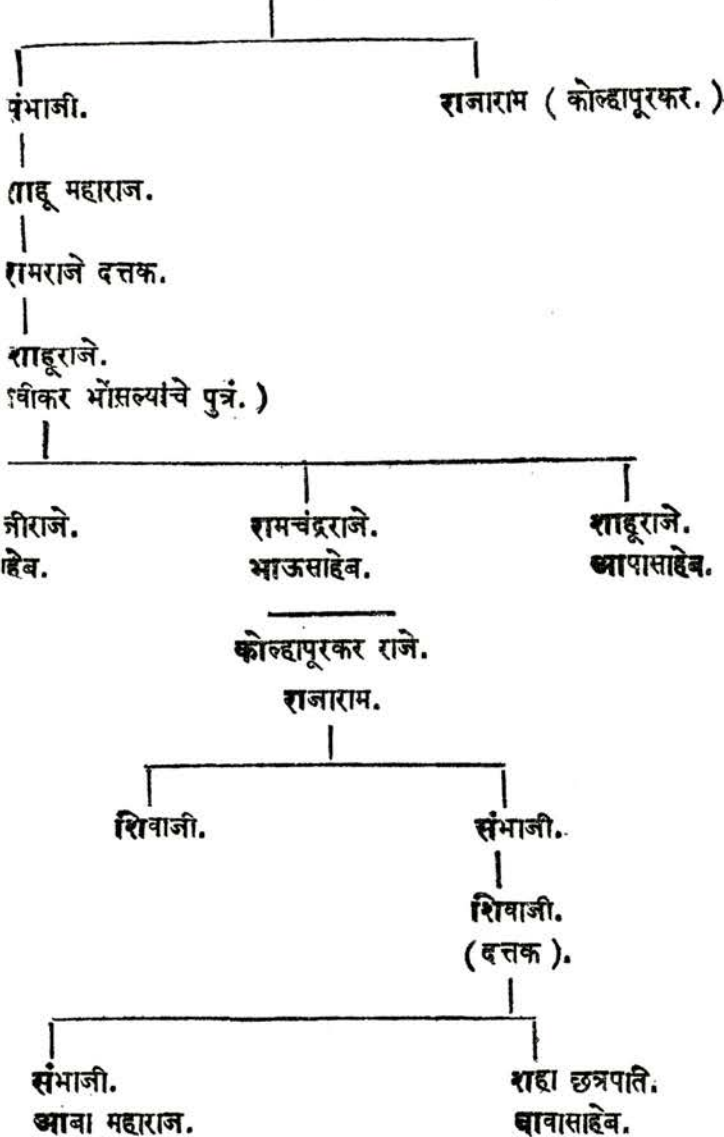 संभाजी. राजाराम ( कोल्हापूरकर. )
शाहू महाराज.
रामराजे दत्तक.
शाहूराजे.
भोंसल्यांचे पुत्रं. )
रामचंद्रराजे. शाहूराजे.
भाऊसाहेब. आपासाहेब.
कोल्हापूरकर राजे.
राजाराम.
शिवाजी. संभाजी.
शिवाजी.
( दत्तक ).
संभाजी. शहा छत्रपति.
आबा महाराज. बावासाहेब.